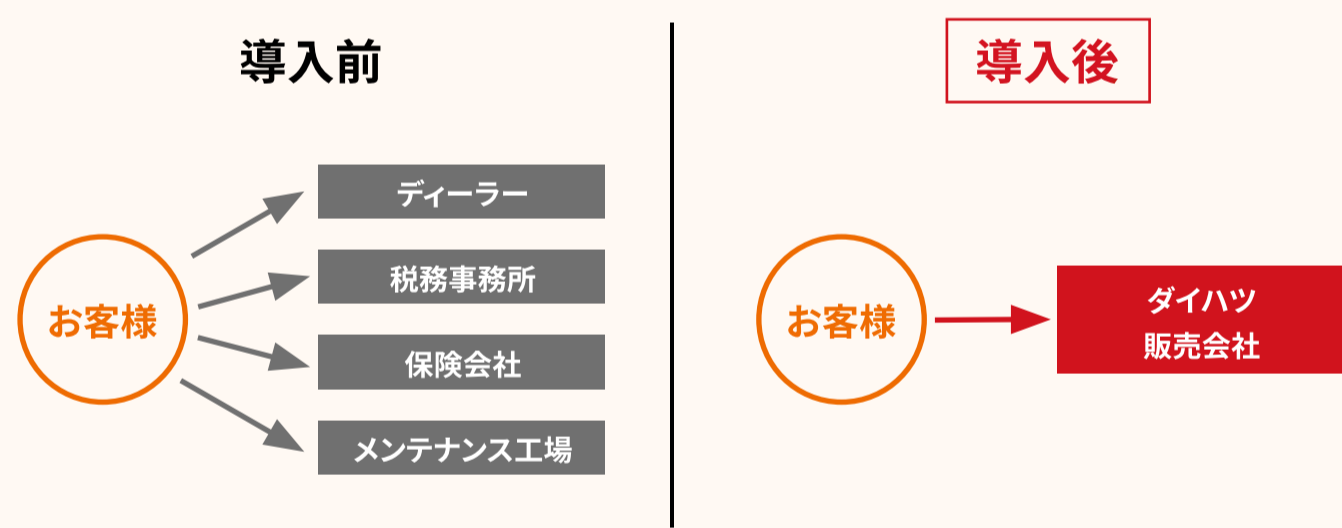 導入前
ディーラー
税務事務所
お客様
保険会社
メンテナンス工場
導入後
お客様
ダイハツ
販売会社